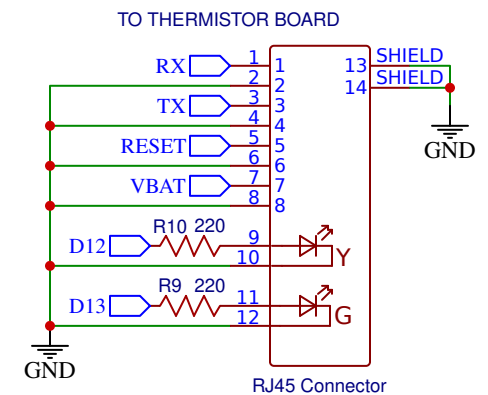 TO THERMISTOR BOARD
RX 1 1 13 SHIELD
2 2 14 SHIELD
TX 3 3
4 4
RESET 5 5
6 6
VBAT 7 7
8 8
GND
R10 220
D12 9 Y
10
R9 220
D13 11 G
12
GND
RJ45 Connector